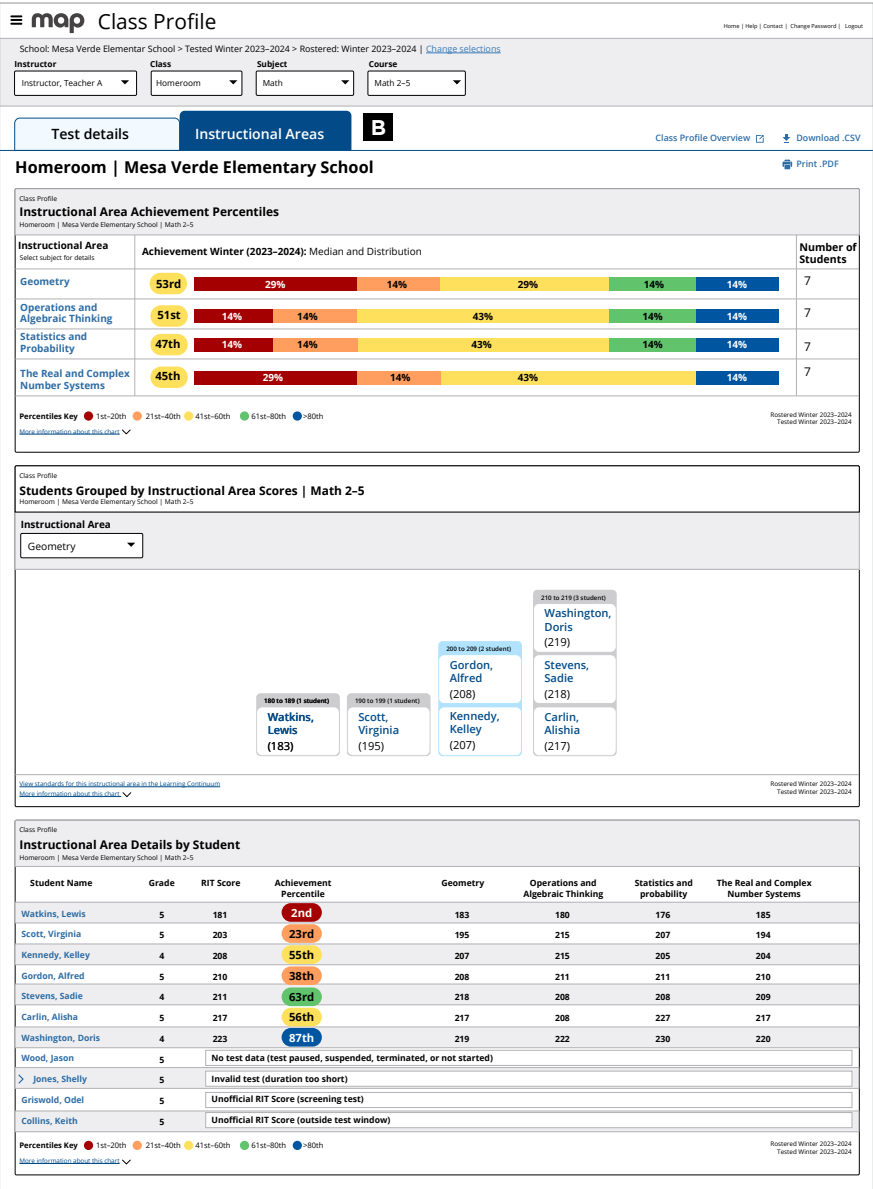 ≡ map Class Profile
Home | Help | Contact | Change Password | Logout
School: Mesa Verde Elementar School > Tested Winter 2023–2024 > Rostered: Winter 2023–2024 | Change selections
Instructor Class Subject Course
Instructor, Teacher A Homeroom Math Math 2–5
Test details Instructional Areas B
Class Profile Overview Download .CSV
Homeroom | Mesa Verde Elementary School
Print .PDF
Class Profile
Instructional Area Achievement Percentiles
Homeroom | Mesa Verde Elementary School | Math 2–5
Instructional Area
Select subject for details
Achievement Winter (2023–2024): Median and Distribution
Number of
Students
Geometry 53rd 29% 14% 29% 14% 14% 7
Operations and
Algebraic Thinking
51st 14% 14% 43% 14% 14% 7
Statistics and
Probability
47th 14% 14% 43% 14% 14% 7
The Real and Complex
Number Systems
45th 29% 14% 43% 14% 7
Percentiles Key 1st–20th 21st–40th 41st–60th 61st–80th >80th
More information about this chart
Rostered Winter 2023–2024
Tested Winter 2023–2024
Class Profile
Students Grouped by Instructional Area Scores | Math 2–5
Homeroom | Mesa Verde Elementary School | Math 2–5
Instructional Area
Geometry
180 to 189 (1 student)
Watkins,
Lewis
(183)
190 to 199 (1 student)
Scott,
Virginia
(195)
200 to 209 (2 student)
Gordon,
Alfred
(208)
Kennedy,
Kelley
(207)
210 to 219 (3 student)
Washington,
Doris
(219)
Stevens,
Sadie
(218)
Carlin,
Alishia
(217)
View standards for this instructional area in the Learning Continuum
More information about this chart
Rostered Winter 2023–2024
Tested Winter 2023–2024
Class Profile
Instructional Area Details by Student
Homeroom | Mesa Verde Elementary School | Math 2–5
Student Name Grade RIT Score Achievement Percentile Geometry Operations and Algebraic Thinking Statistics and probability The Real and Complex Number Systems
Watkins, Lewis 5 181 2nd 183 180 176 185
Scott, Virginia 5 203 23rd 195 215 207 194
Kennedy, Kelley 4 208 55th 207 215 205 204
Gordon, Alfred 5 210 38th 208 211 211 210
Stevens, Sadie 4 211 63rd 218 208 208 209
Carlin, Alisha 5 217 56th 217 208 227 217
Washington, Doris 4 223 87th 219 222 230 220
Wood, Jason 5 No test data (test paused, suspended, terminated, or not started)
Jones, Shelly 5 Invalid test (duration too short)
Griswold, Odel 5 Unofficial RIT Score (screening test)
Collins, Keith 5 Unofficial RIT Score (outside test window)
Percentiles Key 1st–20th 21st–40th 41st–60th 61st–80th >80th
More information about this chart
Rostered Winter 2023–2024
Tested Winter 2023–2024